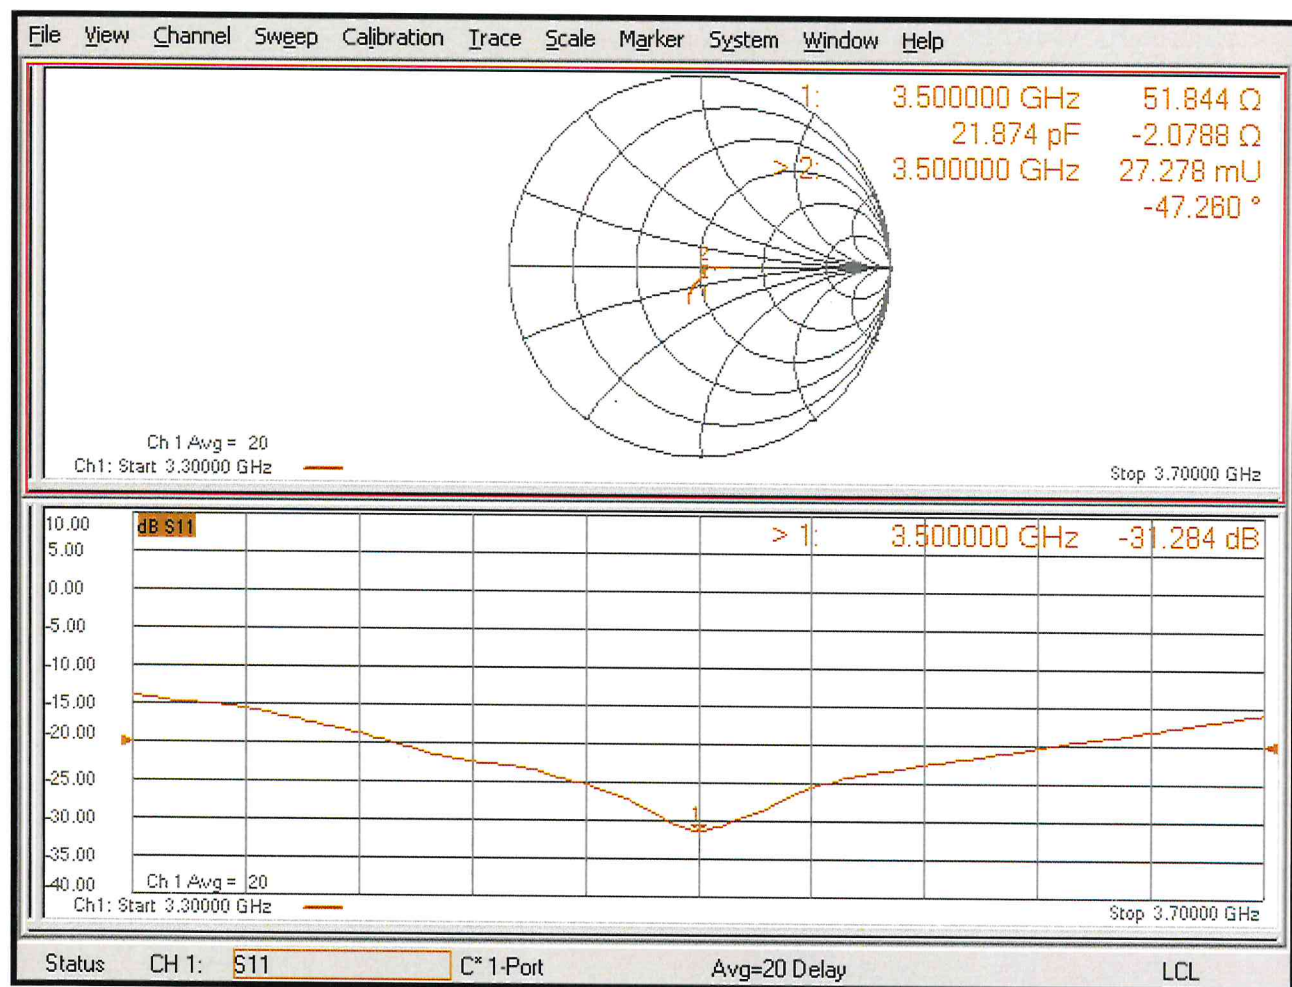 File View Channel Sweep Calibration Trace Scale Marker System Window Help
1: 3.500000 GHz 51.844 Ω
21.874 pF -2.0788 Ω
> 2: 3.500000 GHz 27.278 mU
-47.260 °
2
1
Ch 1 Avg = 20
Ch1: Start 3.30000 GHz
Stop 3.70000 GHz
10.00
dB S11
> 1: 3.500000 GHz -31.284 dB
5.00
0.00
-5.00
-10.00
-15.00
-20.00
-25.00
-30.00
1
-35.00
-40.00
Ch 1 Avg = 20
Ch1: Start 3.30000 GHz
Stop 3.70000 GHz
Status CH 1: S11 C* 1-Port Avg=20 Delay LCL